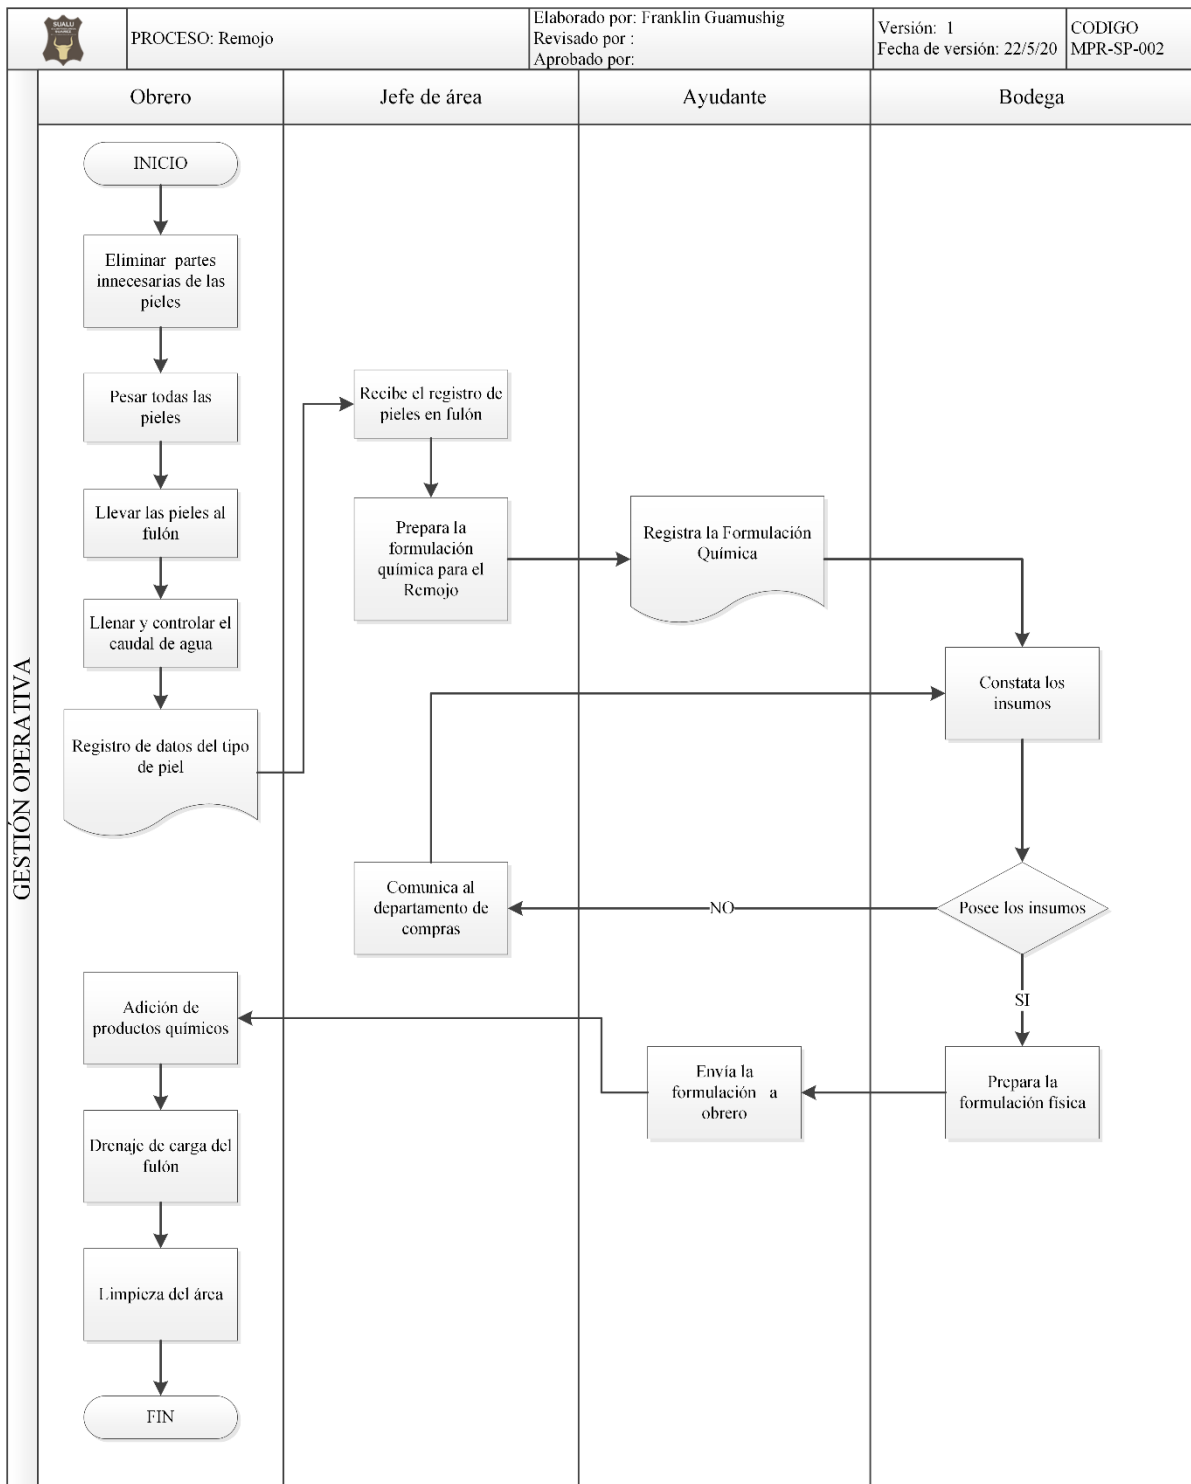 SUALU
PROCESO: Remojo
Elaborado por: Franklin Guamushig
Revisado por :
Aprobado por:
Versión:  1
Fecha de versión: 22/5/20
CODIGO
MPR-SP-002
GESTIÓN OPERATIVA
Obrero
Jefe de área
Ayudante
Bodega
INICIO
Eliminar  partes
innecesarias de las
pieles
Pesar todas las
pieles
Llevar las pieles al
fulón
Llenar y controlar el
caudal de agua
Registro de datos del tipo
de piel
Recibe el registro de
pieles en fulón
Prepara la
formulación
química para el
Remojo
Registra la Formulación
Química
Constata los
insumos
Posee los insumos
NO
Comunica al
departamento de
compras
SI
Prepara la
formulación física
Envía la
formulación   a
obrero
Adición de
productos químicos
Drenaje de carga del
fulón
Limpieza del área
FIN